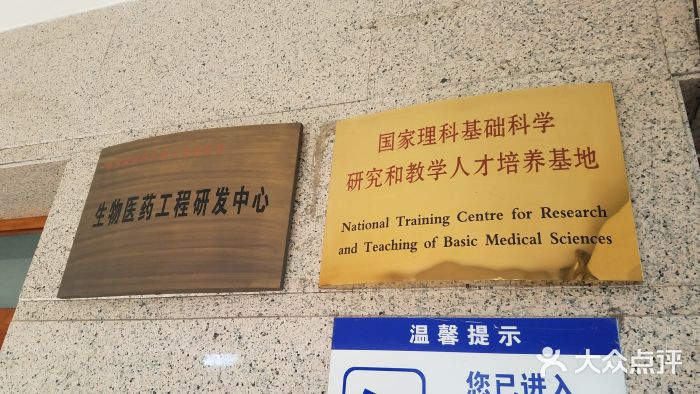 生物医药工程研发中心
国家理科基础科学
研究和教学人才培养基地
National Training Centre for Research
and Teaching of Basic Medical Sciences
温馨提示
您已进入
大众点评